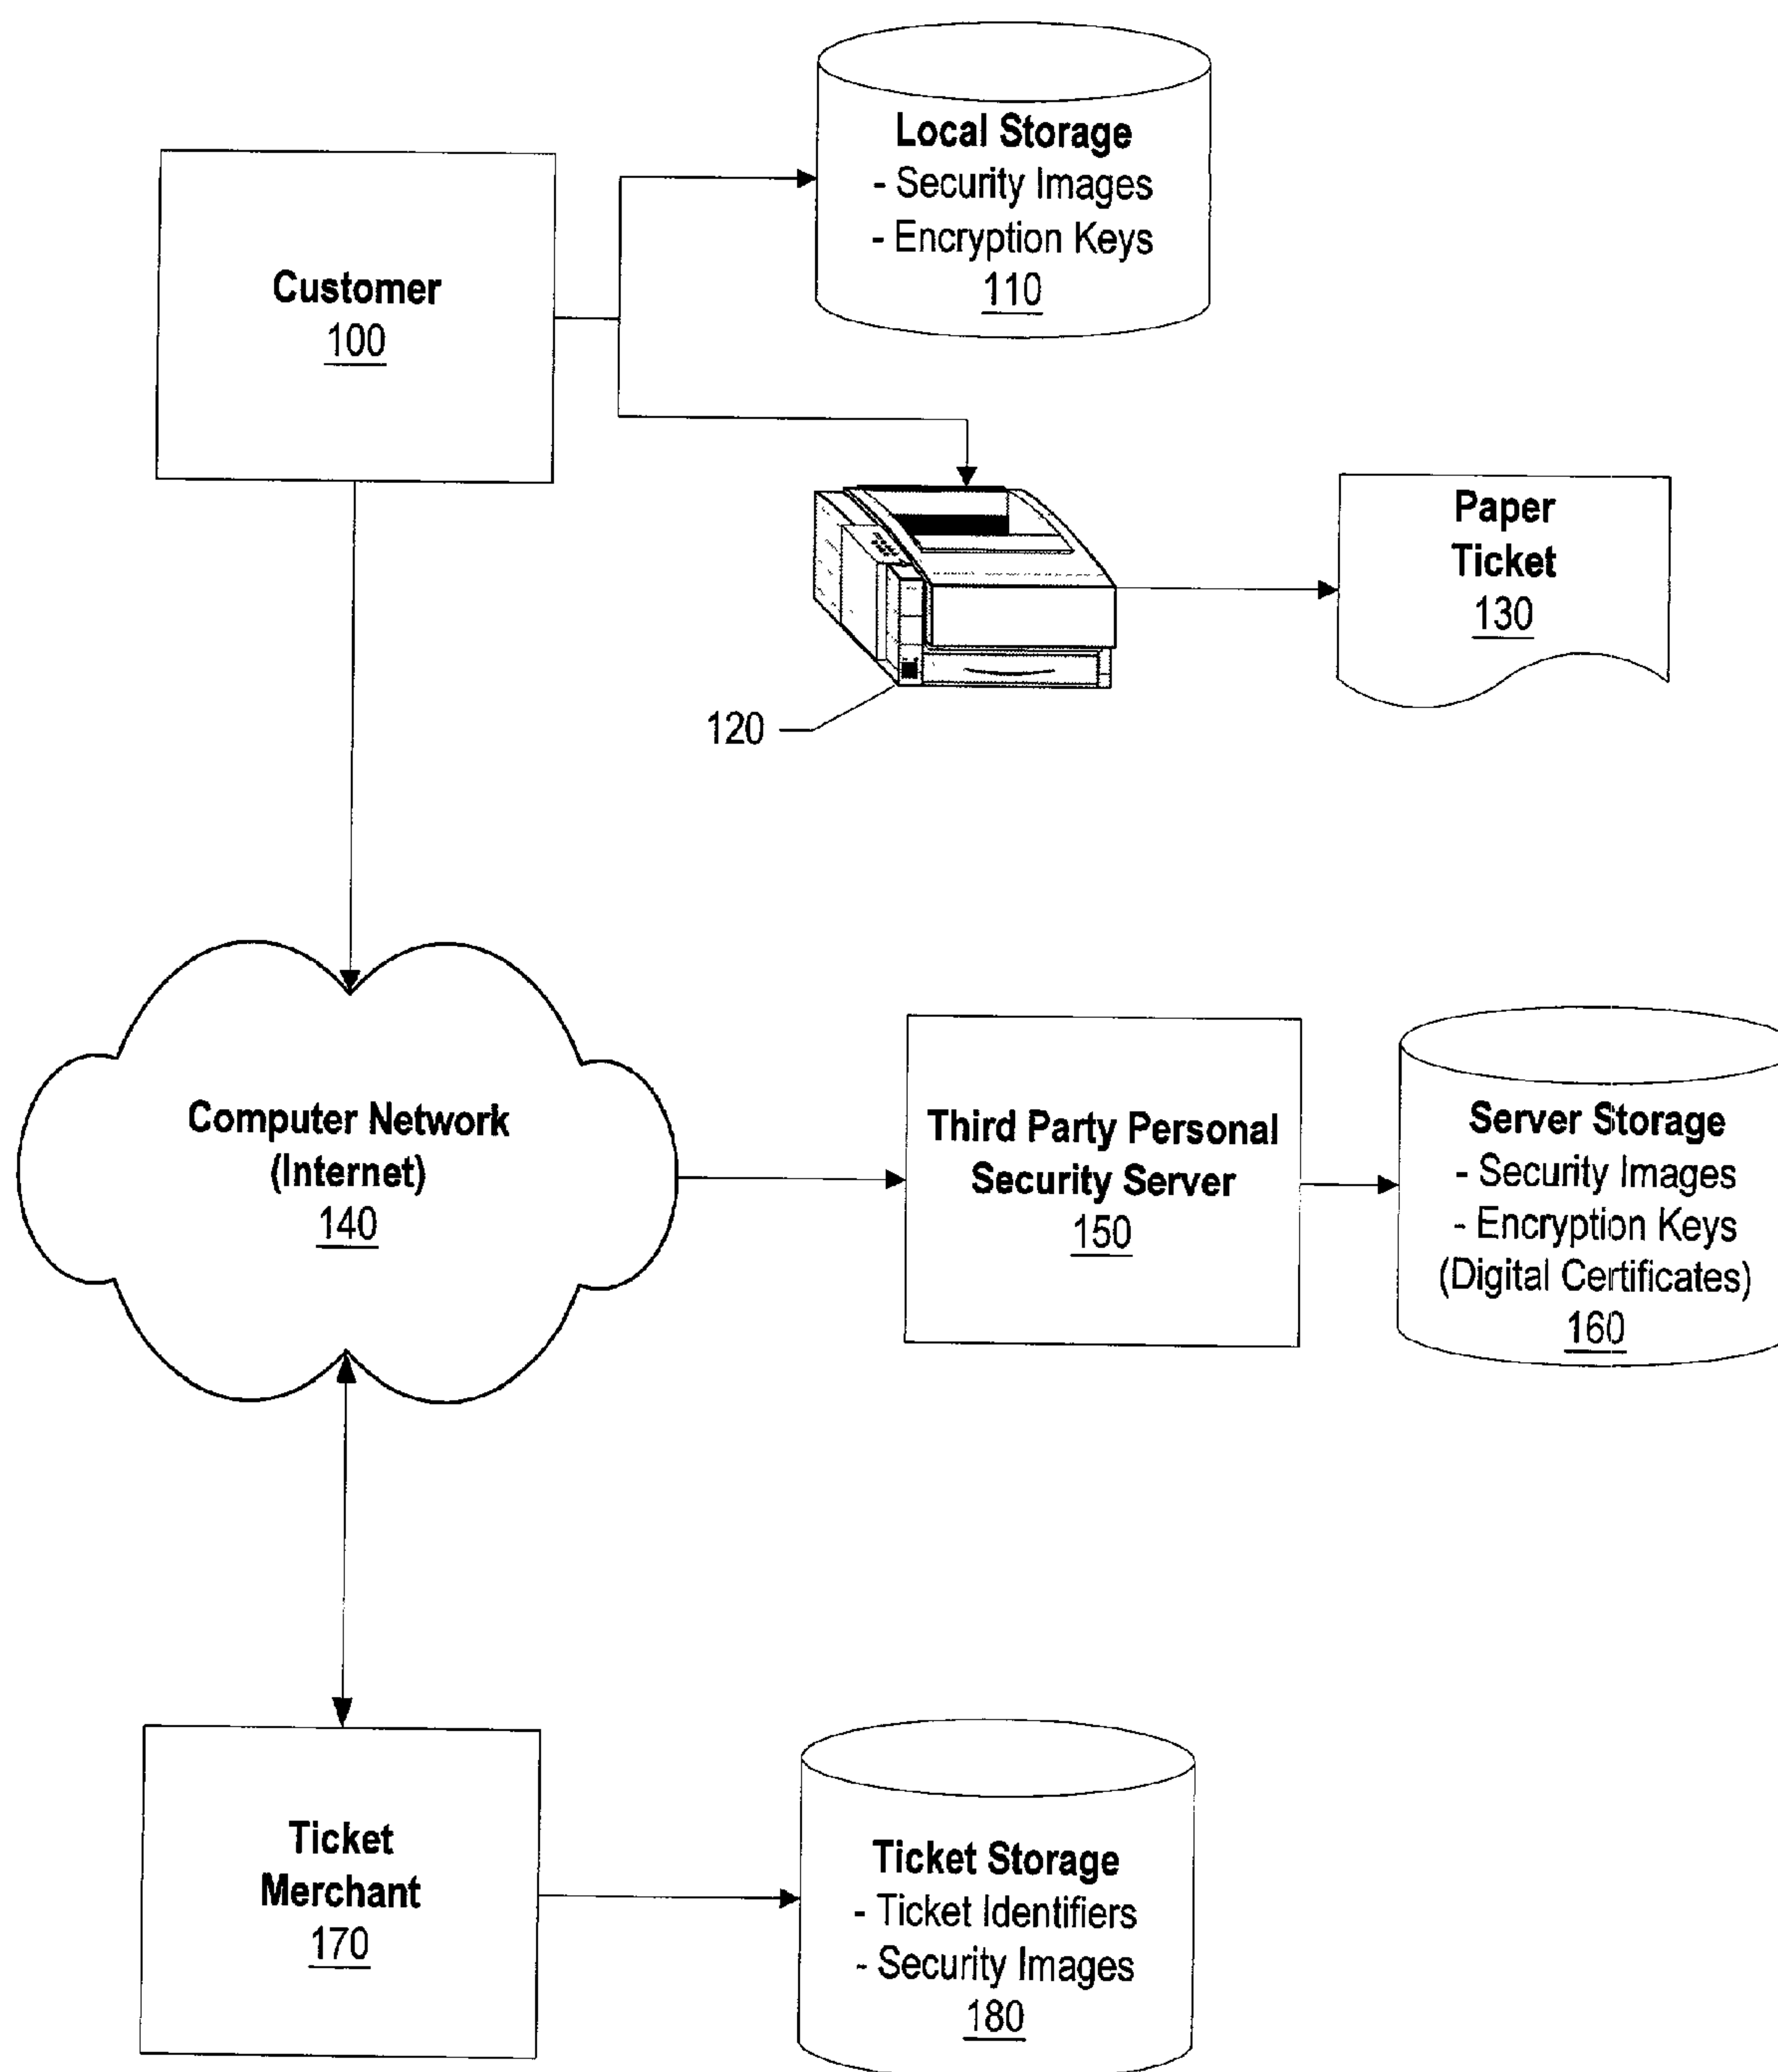 Local Storage
- Security Images
- Encryption Keys
110
Customer
100
Paper
Ticket
130
120
Computer Network
(Internet)
140
Third Party Personal
Security Server
150
Server Storage
- Security Images
- Encryption Keys
(Digital Certificates)
160
Ticket
Merchant
170
Ticket Storage
- Ticket Identifiers
- Security Images
180